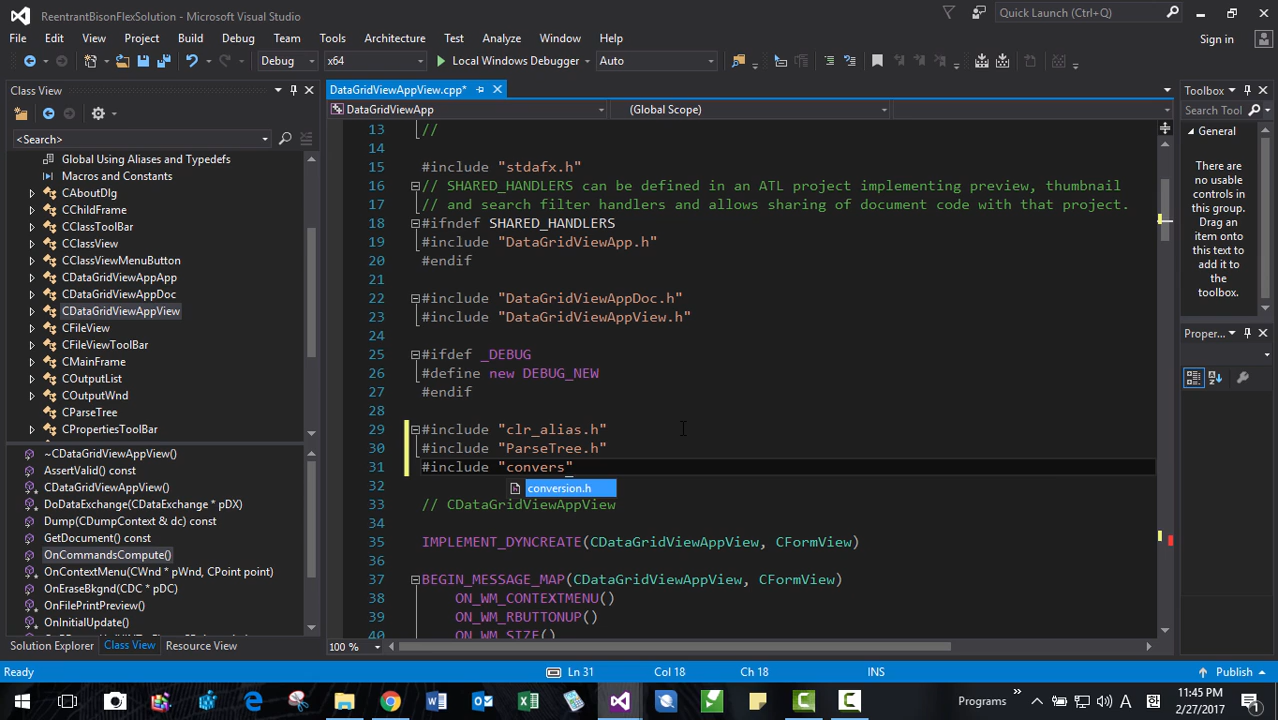 ReentrantBisonFlexSolution - Microsoft Visual Studio
Quick Launch (Ctrl+Q)
File Edit View Project Build Debug Team Tools Architecture Test Analyze Window Help
Sign in
Debug x64 Local Windows Debugger Auto
Class View
<Search>
Global Using Aliases and Typedefs
Macros and Constants
CAboutDlg
CChildFrame
CClassToolBar
CClassView
CClassViewMenuButton
CDataGridViewAppApp
CDataGridViewAppDoc
CDataGridViewAppView
CFileView
CFileViewToolBar
CMainFrame
COutputList
COutputWnd
CParseTree
CPropertiesToolBar
~CDataGridViewAppView()
AssertValid() const
CDataGridViewAppView()
DoDataExchange(CDataExchange * pDX)
Dump(CDumpContext & dc) const
GetDocument() const
OnCommandsCompute()
OnContextMenu(CWnd * pWnd, CPoint point)
OnEraseBkgnd(CDC * pDC)
OnFilePrintPreview()
OnInitialUpdate()
Solution Explorer Class View Resource View
DataGridViewAppView.cpp*
DataGridViewApp (Global Scope)
13 //
14
15 #include "stdafx.h"
16 // SHARED_HANDLERS can be defined in an ATL project implementing preview, thumbnail
17 // and search filter handlers and allows sharing of document code with that project.
18 #ifndef SHARED_HANDLERS
19 #include "DataGridViewApp.h"
20 #endif
21
22 #include "DataGridViewAppDoc.h"
23 #include "DataGridViewAppView.h"
24
25 #ifdef _DEBUG
26 #define new DEBUG_NEW
27 #endif
28
29 #include "clr_alias.h"
30 #include "ParseTree.h"
31 #include "convers"
32
conversion.h
33 // CDataGridViewAppView
34
35 IMPLEMENT_DYNCREATE(CDataGridViewAppView, CFormView)
36
37 BEGIN_MESSAGE_MAP(CDataGridViewAppView, CFormView)
38 ON_WM_CONTEXTMENU()
39 ON_WM_RBUTTONUP()
40 ON_WM_SIZE()
100 %
Toolbox
Search Tool
General
There are
no usable
controls in
this group.
Drag an
item onto
this text to
add it to
the
toolbox.
Proper...
Ready Ln 31 Col 18 Ch 18 INS Publish
Programs
A
11:45 PM
2/27/2017